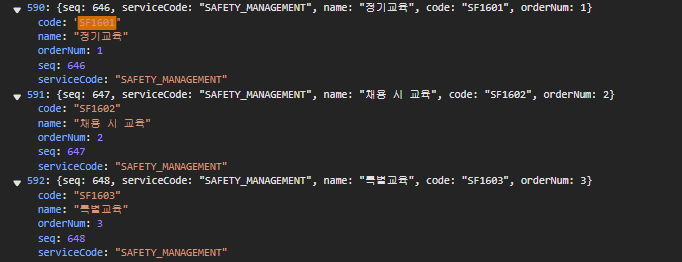 590: {seq: 646, serviceCode: "SAFETY_MANAGEMENT", name: "정기교육", code: "SF1601", orderNum: 1}
code: "SF1601"
name: "정기교육"
orderNum: 1
seq: 646
serviceCode: "SAFETY_MANAGEMENT"
591: {seq: 647, serviceCode: "SAFETY_MANAGEMENT", name: "채용 시 교육", code: "SF1602", orderNum: 2}
code: "SF1602"
name: "채용 시 교육"
orderNum: 2
seq: 647
serviceCode: "SAFETY_MANAGEMENT"
592: {seq: 648, serviceCode: "SAFETY_MANAGEMENT", name: "특별교육", code: "SF1603", orderNum: 3}
code: "SF1603"
name: "특별교육"
orderNum: 3
seq: 648
serviceCode: "SAFETY_MANAGEMENT"